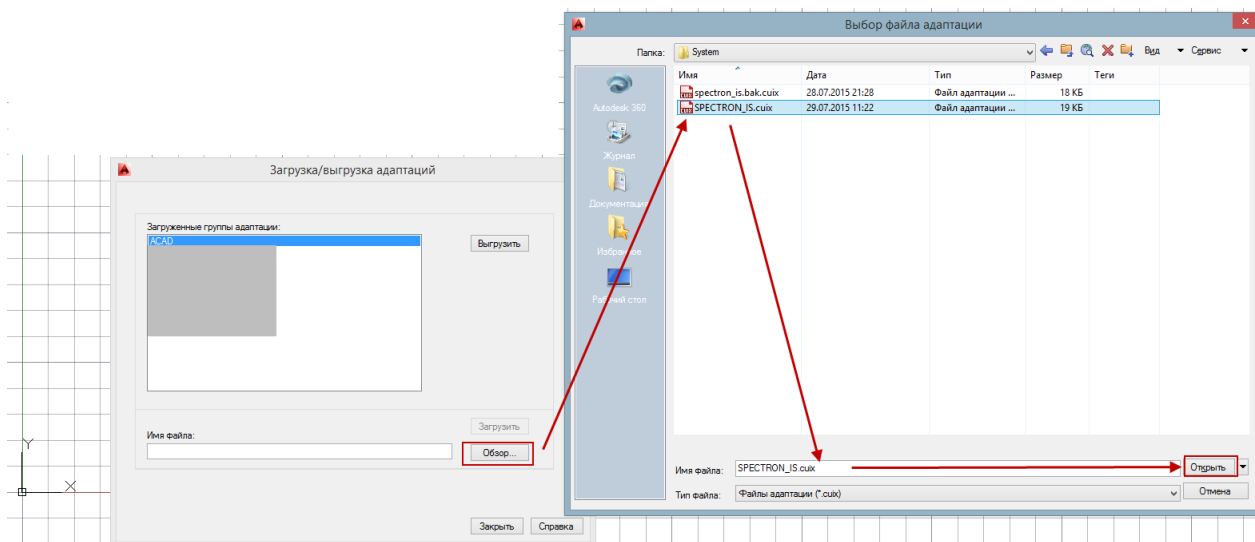 Выбор файла адаптации
Папка: System Вид Сервис
Имя Дата Тип Размер Теги
spectron_is.bak.cuix 28.07.2015 21:28 Файл адаптации ... 18 КБ
SPECTRON_IS.cuix 29.07.2015 11:22 Файл адаптации ... 19 КБ
Autodesk 360
Журнал
Документация
Избранное
Рабочий стол
Имя файла: SPECTRON_IS.cuix Открыть
Тип файла: Файлы адаптации (*.cuix) Отмена
Загрузка/выгрузка адаптаций
Загруженные группы адаптации:
ACAD
Выгрузить
Загрузить
Имя файла:
Обзор...
Закрыть Справка
Y
X